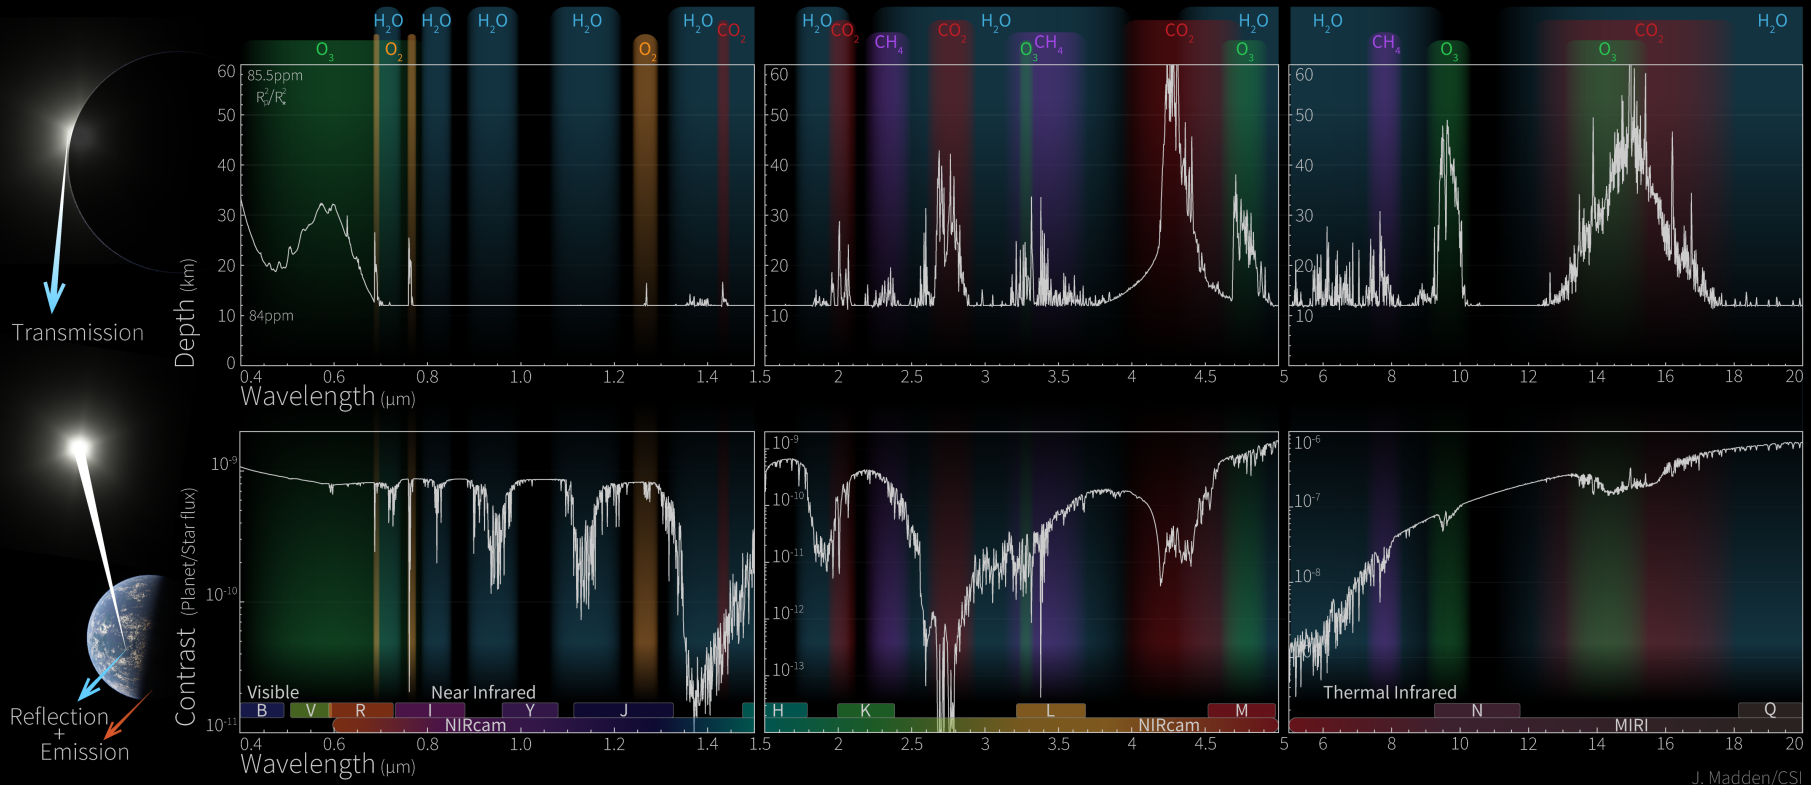 H₂O H₂O H₂O H₂O H₂O CO₂ H₂O CO₂ CH₄ CO₂ H₂O O₃ CH₄ CO₂ H₂O O₃ H₂O CH₄ O₃ O₃ CO₂ H₂O
O₃ O₂ O₂
60 85.5ppm 60 60
R²ₚ/R²⋆
50 50 50
40 40 40
30 30 30
20 20 20
10 84ppm 10 10
0
Depth (km)
Transmission
0.4 0.6 0.8 1.0 1.2 1.4 1.5 2 2.5 3 3.5 4 4.5 5 6 8 10 12 14 16 18 20
Wavelength (μm)
10⁻⁹ 10⁻⁹ 10⁻⁶
10⁻¹⁰ 10⁻⁷
10⁻¹¹ 10⁻⁸
10⁻¹⁰ 10⁻¹²
10⁻¹³
10⁻¹¹
Contrast (Planet/Star flux)
Reflection
+
Emission
Visible Near Infrared Thermal Infrared
B V R I Y J H K L M N Q
NIRcam NIRcam MIRI
0.4 0.6 0.8 1.0 1.2 1.4 1.5 2 2.5 3 3.5 4 4.5 5 6 8 10 12 14 16 18 20
Wavelength (μm)
J. Madden/CSI